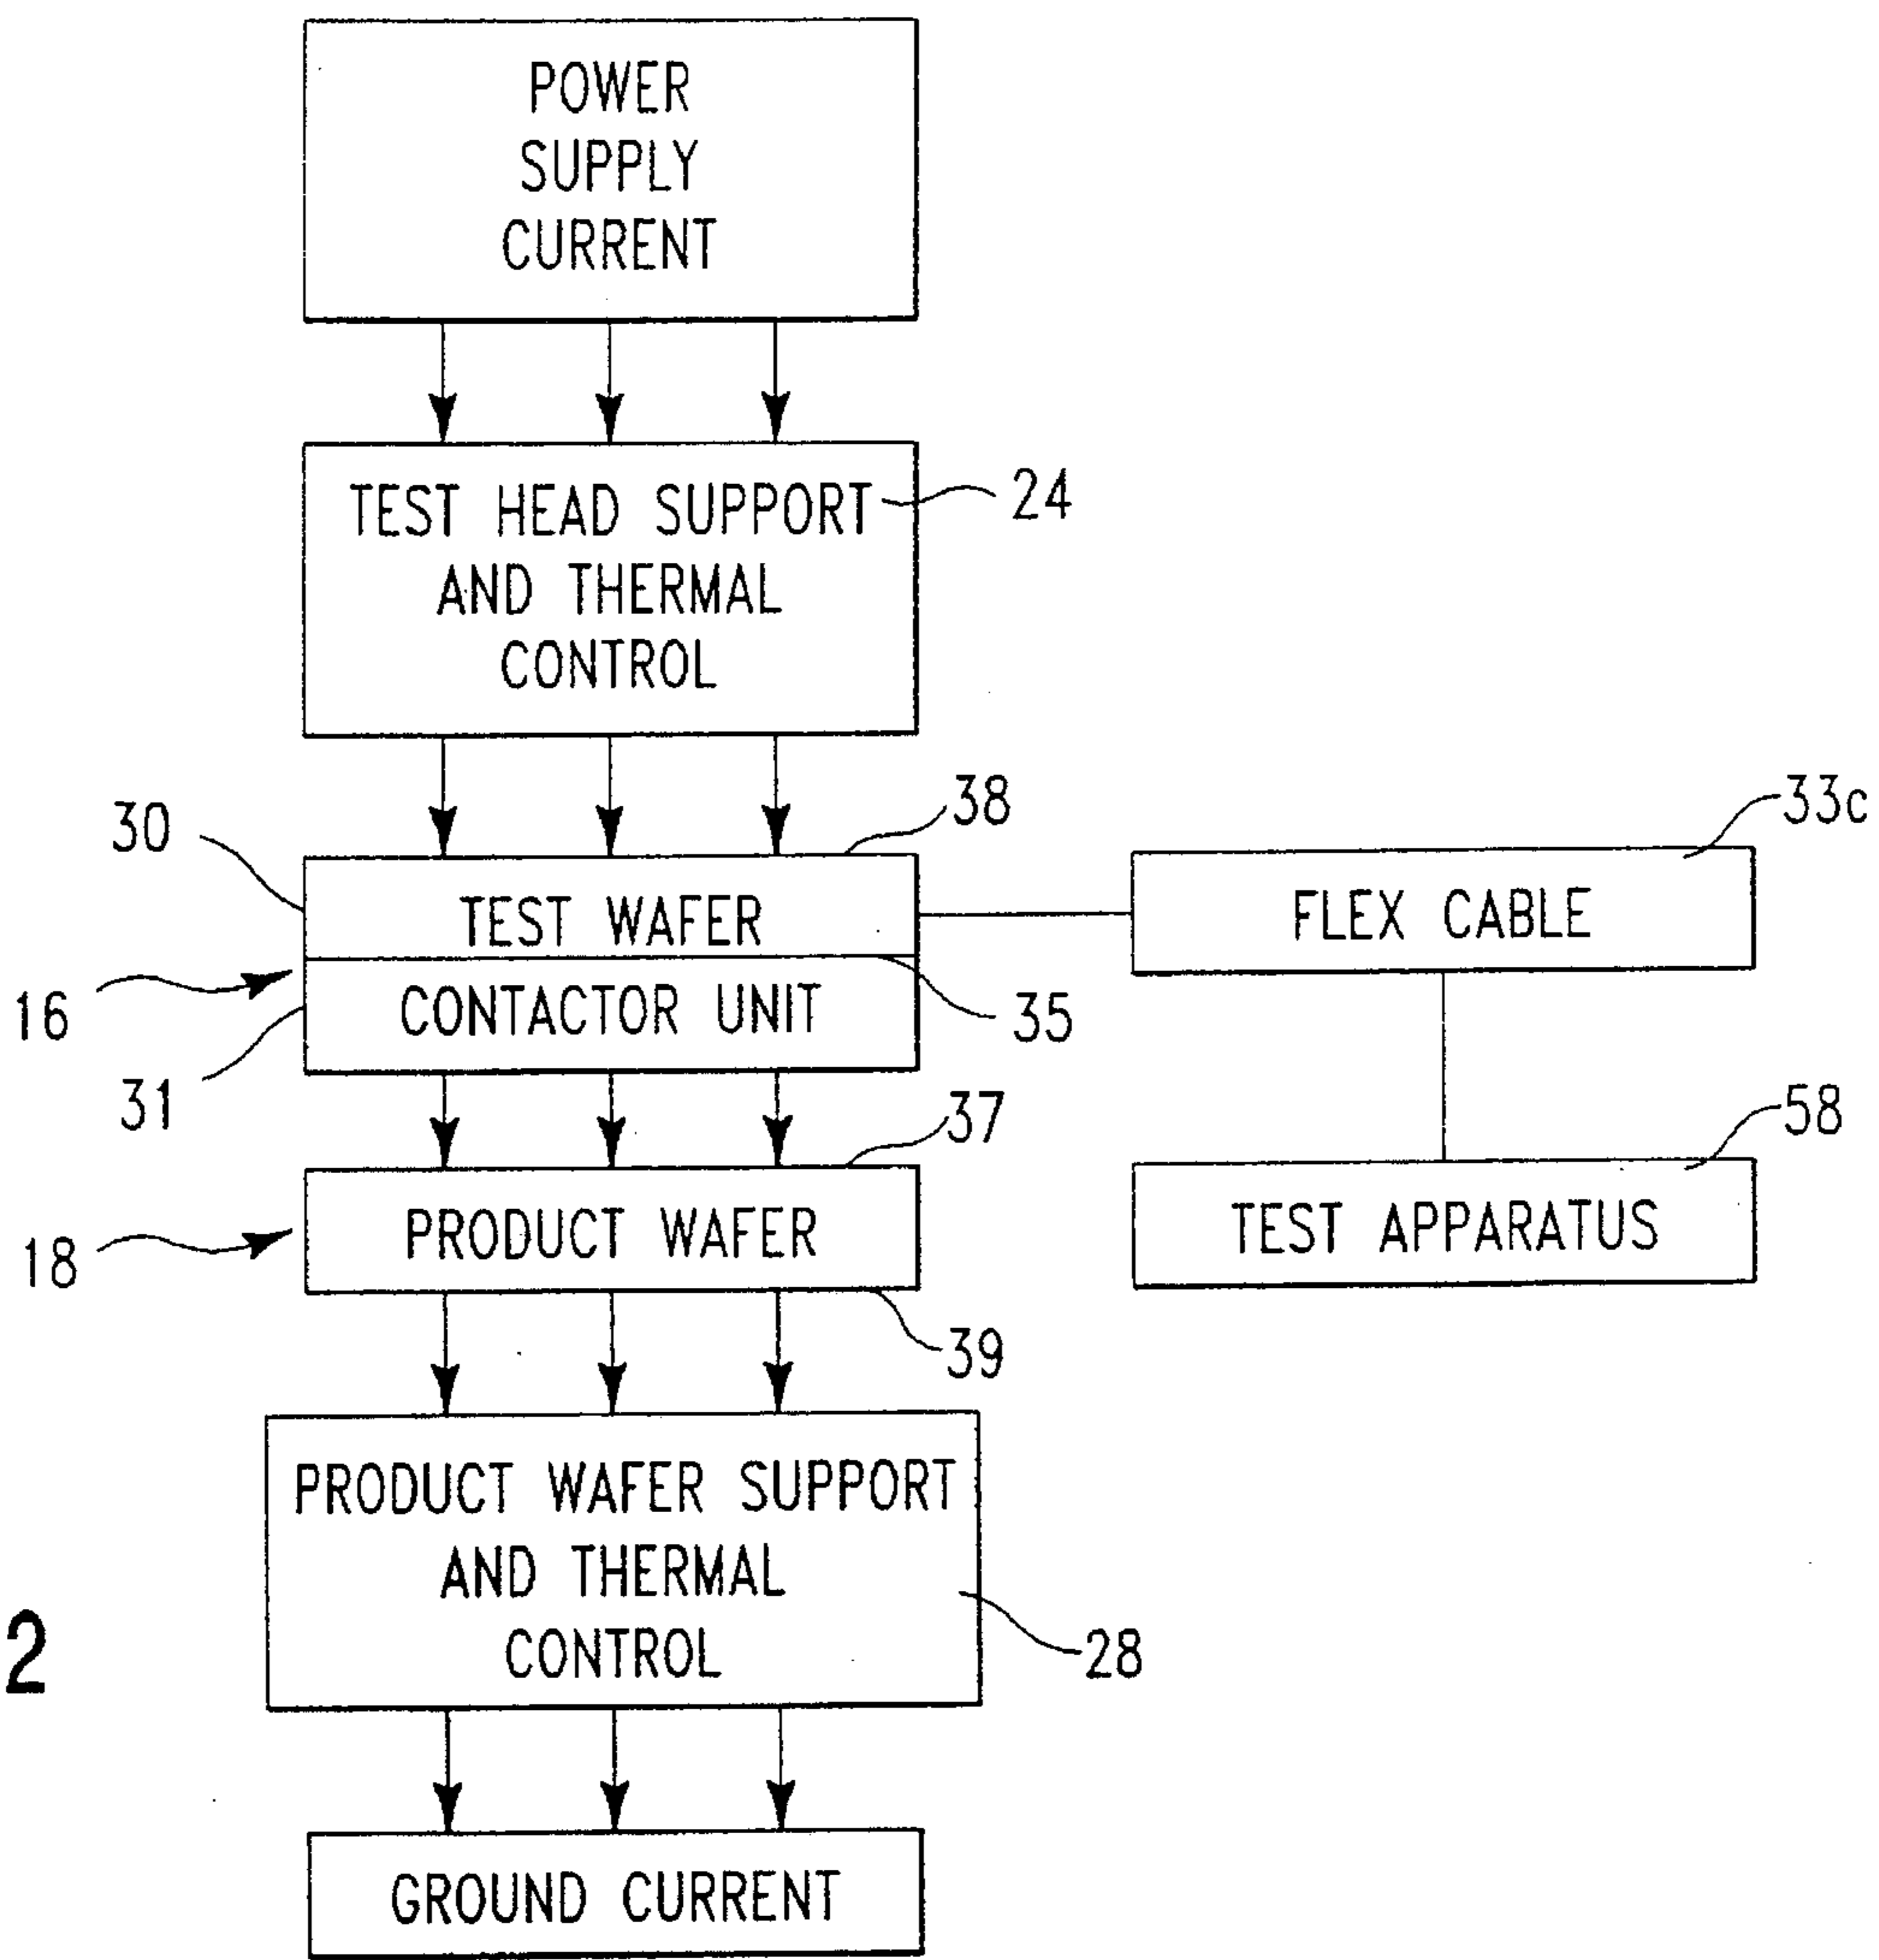 POWER
SUPPLY
CURRENT
TEST HEAD SUPPORT
AND THERMAL
CONTROL
24
30
38
33c
TEST WAFER
FLEX CABLE
16
CONTACTOR UNIT
35
31
37
58
18
PRODUCT WAFER
TEST APPARATUS
39
PRODUCT WAFER SUPPORT
AND THERMAL
CONTROL
28
2
GROUND CURRENT